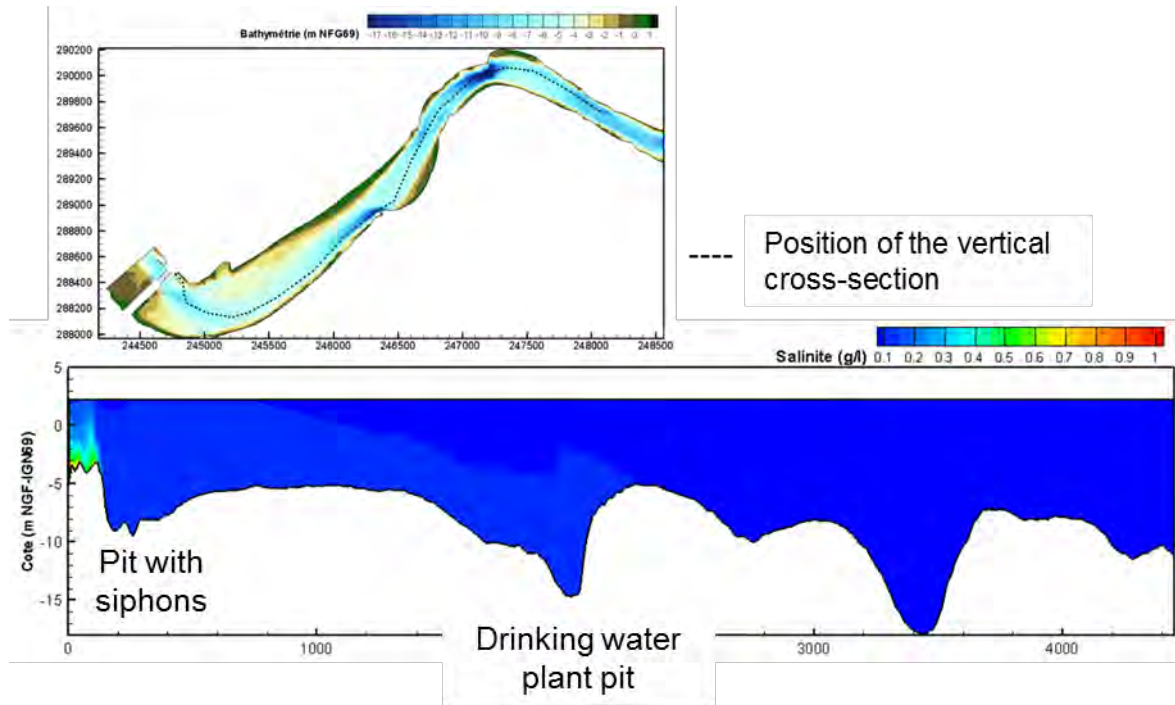 Bathymétrie (m NFG69)
-17 -16 -15 -14 -13 -12 -11 -10 -9 -8 -7 -6 -5 -4 -3 -2 -1 0 1
290200
290000
289800
289600
289400
289200
289000
288800
288600
288400
288200
288000
244500 245000 245500 246000 246500 247000 247500 248000 248500
Position of the vertical
cross-section
Salinite (g/l)
0.1 0.2 0.3 0.4 0.5 0.6 0.7 0.8 0.9 1
Cote (m NGF-IGN69)
5
0
-5
-10
-15
Pit with
siphons
Drinking water
plant pit
0 1000 3000 4000